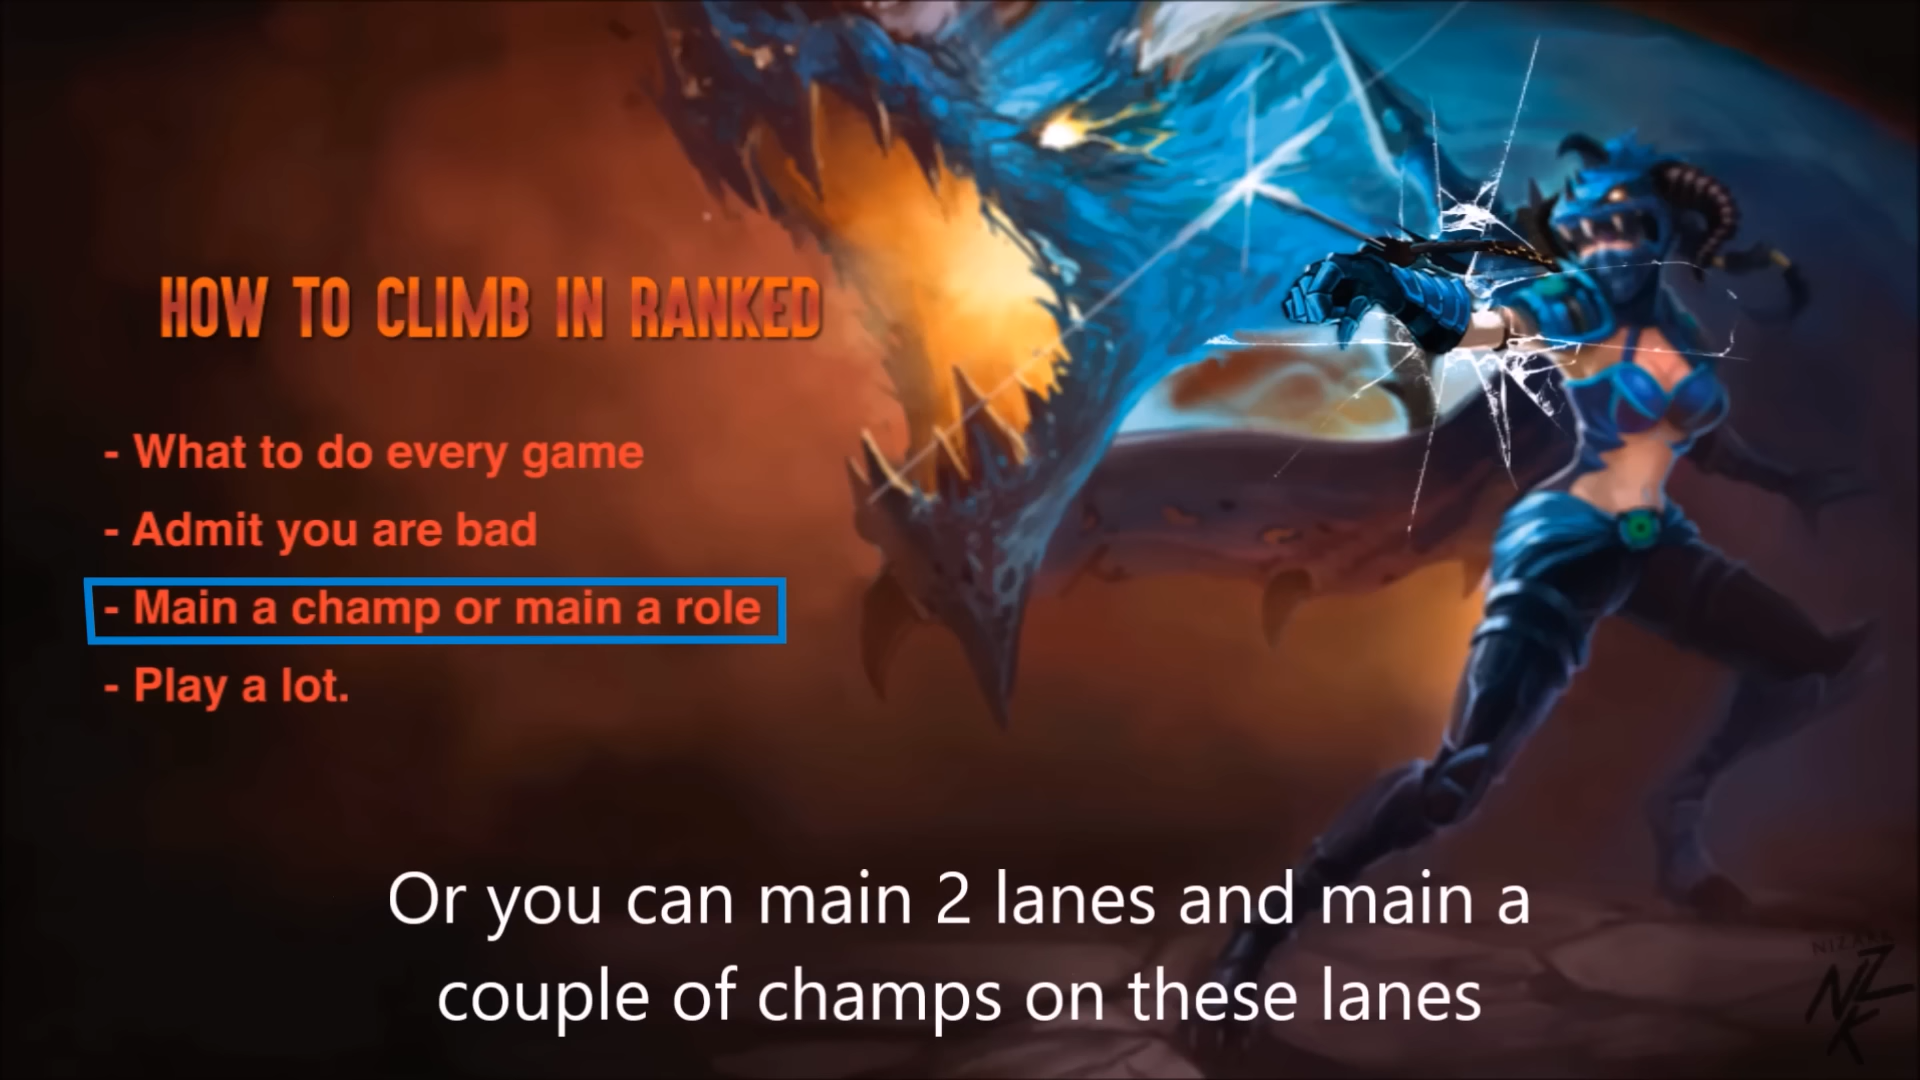 HOW TO CLIMB IN RANKED
- What to do every game
- Admit you are bad
- Main a champ or main a role
- Play a lot.
Or you can main 2 lanes and main a
couple of champs on these lanes